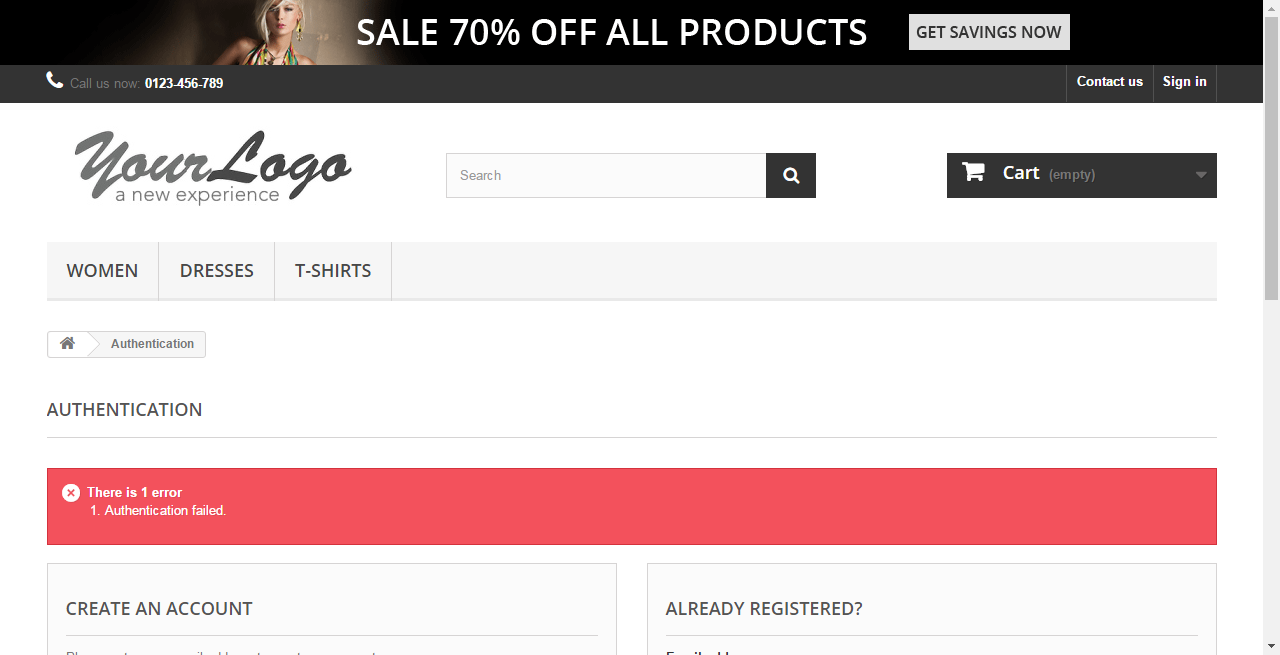 SALE 70% OFF ALL PRODUCTS
GET SAVINGS NOW
Call us now: 0123-456-789
Contact us
Sign in
YourLogo
a new experience
Search
Cart (empty)
WOMEN
DRESSES
T-SHIRTS
Authentication
AUTHENTICATION
There is 1 error
1. Authentication failed.
CREATE AN ACCOUNT
ALREADY REGISTERED?